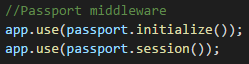 //Passport middleware
app.use(passport.initialize());
app.use(passport.session());